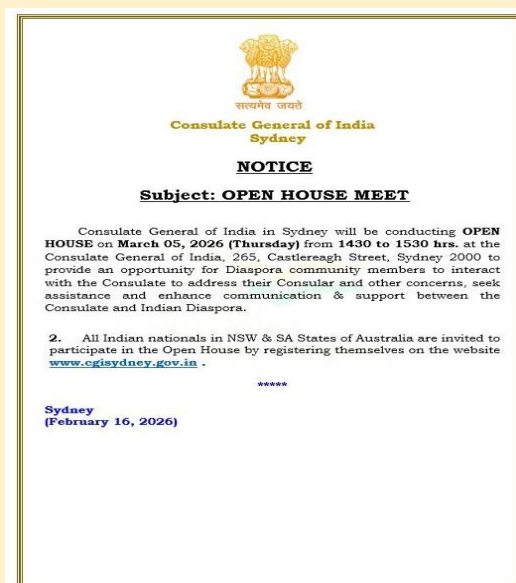 सत्यमेव जयते
Consulate General of India
Sydney
NOTICE
Subject: OPEN HOUSE MEET
Consulate General of India in Sydney will be conducting OPEN
HOUSE on March 05, 2026 (Thursday) from 1430 to 1530 hrs. at the
Consulate General of India, 265, Castlereagh Street, Sydney 2000 to
provide an opportunity for Diaspora community members to interact
with the Consulate to address their Consular and other concerns, seek
assistance and enhance communication & support between the
Consulate and Indian Diaspora.
2. All Indian nationals in NSW & SA States of Australia are invited to
participate in the Open House by registering themselves on the website
www.cgisydney.gov.in .
*****
Sydney
(February 16, 2026)